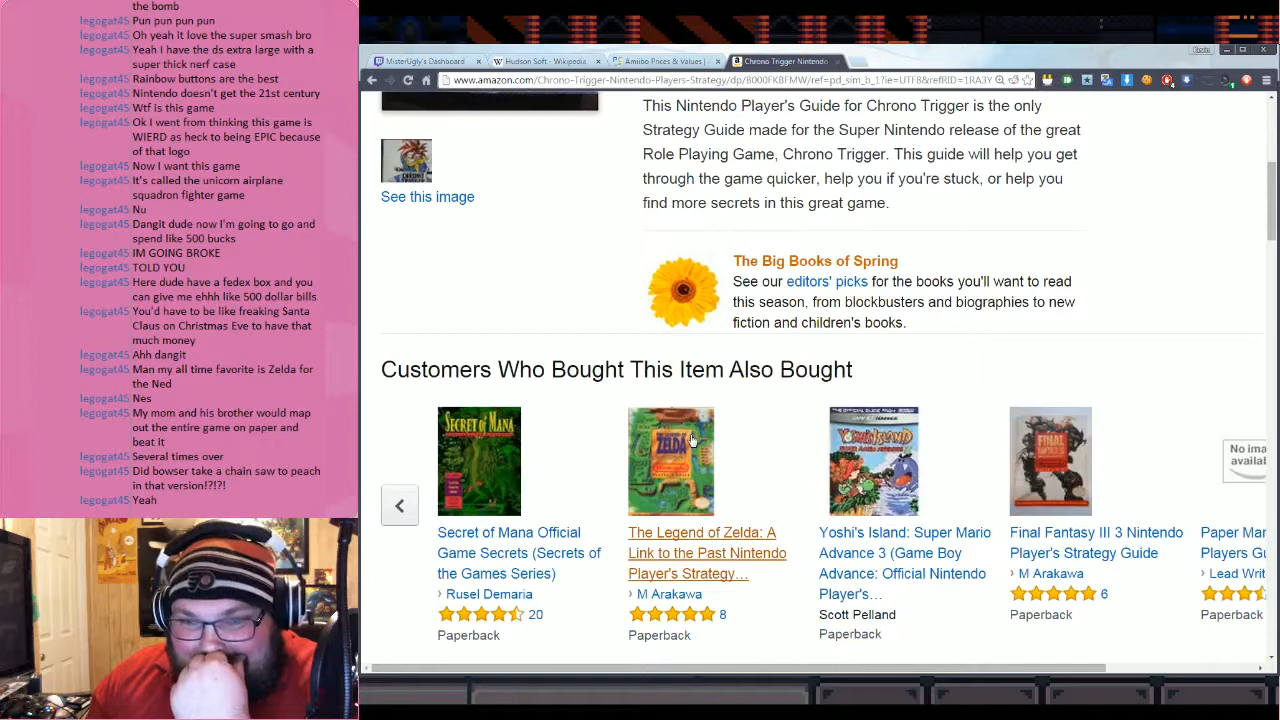 the bomb
legogat45 Pun pun pun pun
legogat45 Oh yeah it love the super smash bro
legogat45 Yeah I have the ds extra large with a
super thick nerf case
legogat45 Rainbow buttons are the best
legogat45 Nintendo doesn't get the 21st century
legogat45 Wtf is this game
legogat45 Ok I went from thinking this game is
WIERD as heck to being EPIC because
of that logo
legogat45 Now I want this game
legogat45 It's called the unicorn airplane
squadron fighter game
legogat45 Nu
legogat45 Dangit dude now I'm going to go and
spend like 500 bucks
legogat45 IM GOING BROKE
legogat45 TOLD YOU
legogat45 Here dude have a fedex box and you
can give me ehhh like 500 dollar bills
legogat45 You'd have to be like freaking Santa
Claus on Christmas Eve to have that
much money
legogat45 Ahh dangit
legogat45 Man my all time favorite is Zelda for
the Ned
legogat45 Nes
legogat45 My mom and his brother would map
out the entire game on paper and
beat it
legogat45 Several times over
legogat45 Did bowser take a chain saw to peach
in that version!?!?!
legogat45 Yeah
MisterUgly's Dashboard
Hudson Soft - Wikipedia
Amiibo Prices & Values |
Chrono Trigger Nintendo
www.amazon.com/Chrono-Trigger-Nintendo-Players-Strategy/dp/B000FKBFMW/ref=pd_sim_b_1?ie=UTF8&refRID=1RA3Y
This Nintendo Player's Guide for Chrono Trigger is the only
Strategy Guide made for the Super Nintendo release of the great
Role Playing Game, Chrono Trigger. This guide will help you get
through the game quicker, help you if you're stuck, or help you
find more secrets in this great game.
See this image
The Big Books of Spring
See our editors' picks for the books you'll want to read
this season, from blockbusters and biographies to new
fiction and children's books.
Customers Who Bought This Item Also Bought
SECRET of MANA
ZELDA
YOSHI'S ISLAND
FINAL
No ima
availab
Secret of Mana Official
Game Secrets (Secrets of
the Games Series)
› Rusel Demaria
20
Paperback
The Legend of Zelda: A
Link to the Past Nintendo
Player's Strategy…
› M Arakawa
8
Paperback
Yoshi's Island: Super Mario
Advance 3 (Game Boy
Advance: Official Nintendo
Player's…
Scott Pelland
Paperback
Final Fantasy III 3 Nintendo
Player's Strategy Guide
› M Arakawa
6
Paperback
Paper Mar
Players Gu
› Lead Writ
Paperback